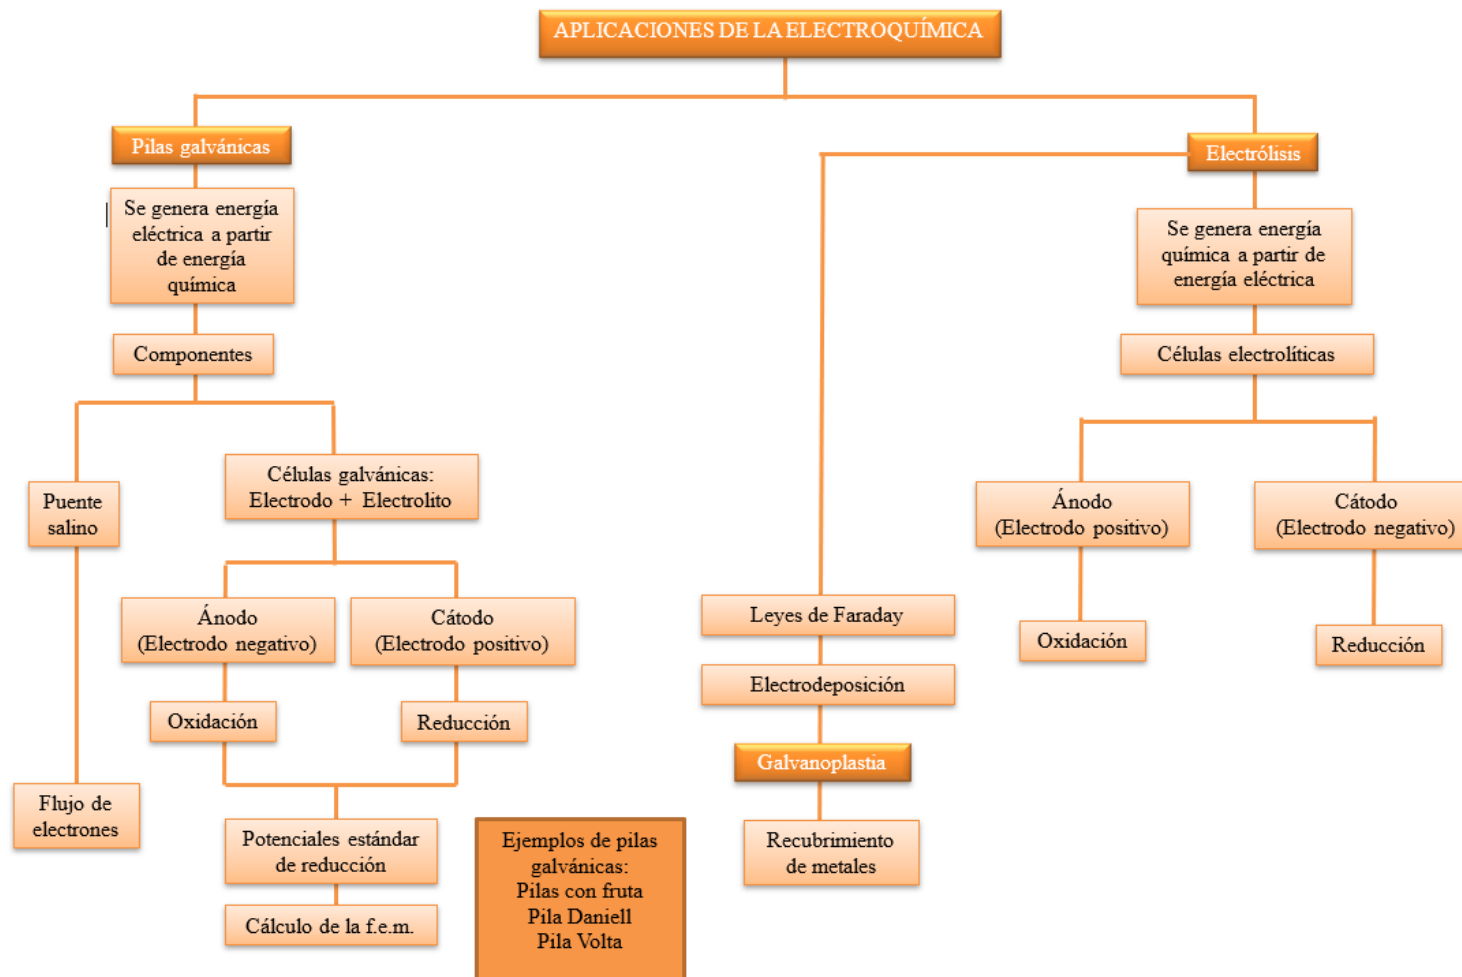 APLICACIONES DE LA ELECTROQUÍMICA
Pilas galvánicas
Se genera energía
eléctrica a partir
de energía
química
Componentes
Puente
salino
Flujo de
electrones
Células galvánicas:
Electrodo + Electrolito
Ánodo
(Electrodo negativo)
Oxidación
Cátodo
(Electrodo positivo)
Reducción
Potenciales estándar
de reducción
Cálculo de la f.e.m.
Ejemplos de pilas
galvánicas:
Pilas con fruta
Pila Daniell
Pila Volta
Electrólisis
Leyes de Faraday
Electrodeposición
Galvanoplastia
Recubrimiento
de metales
Se genera energía
química a partir de
energía eléctrica
Células electrolíticas
Ánodo
(Electrodo positivo)
Oxidación
Cátodo
(Electrodo negativo)
Reducción